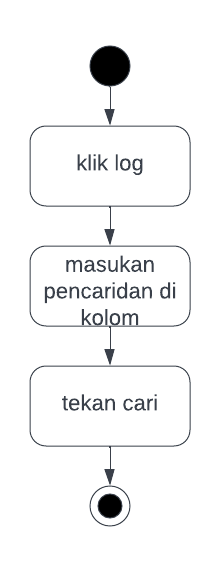 klik log
masukan
pencaridan di
kolom
tekan cari